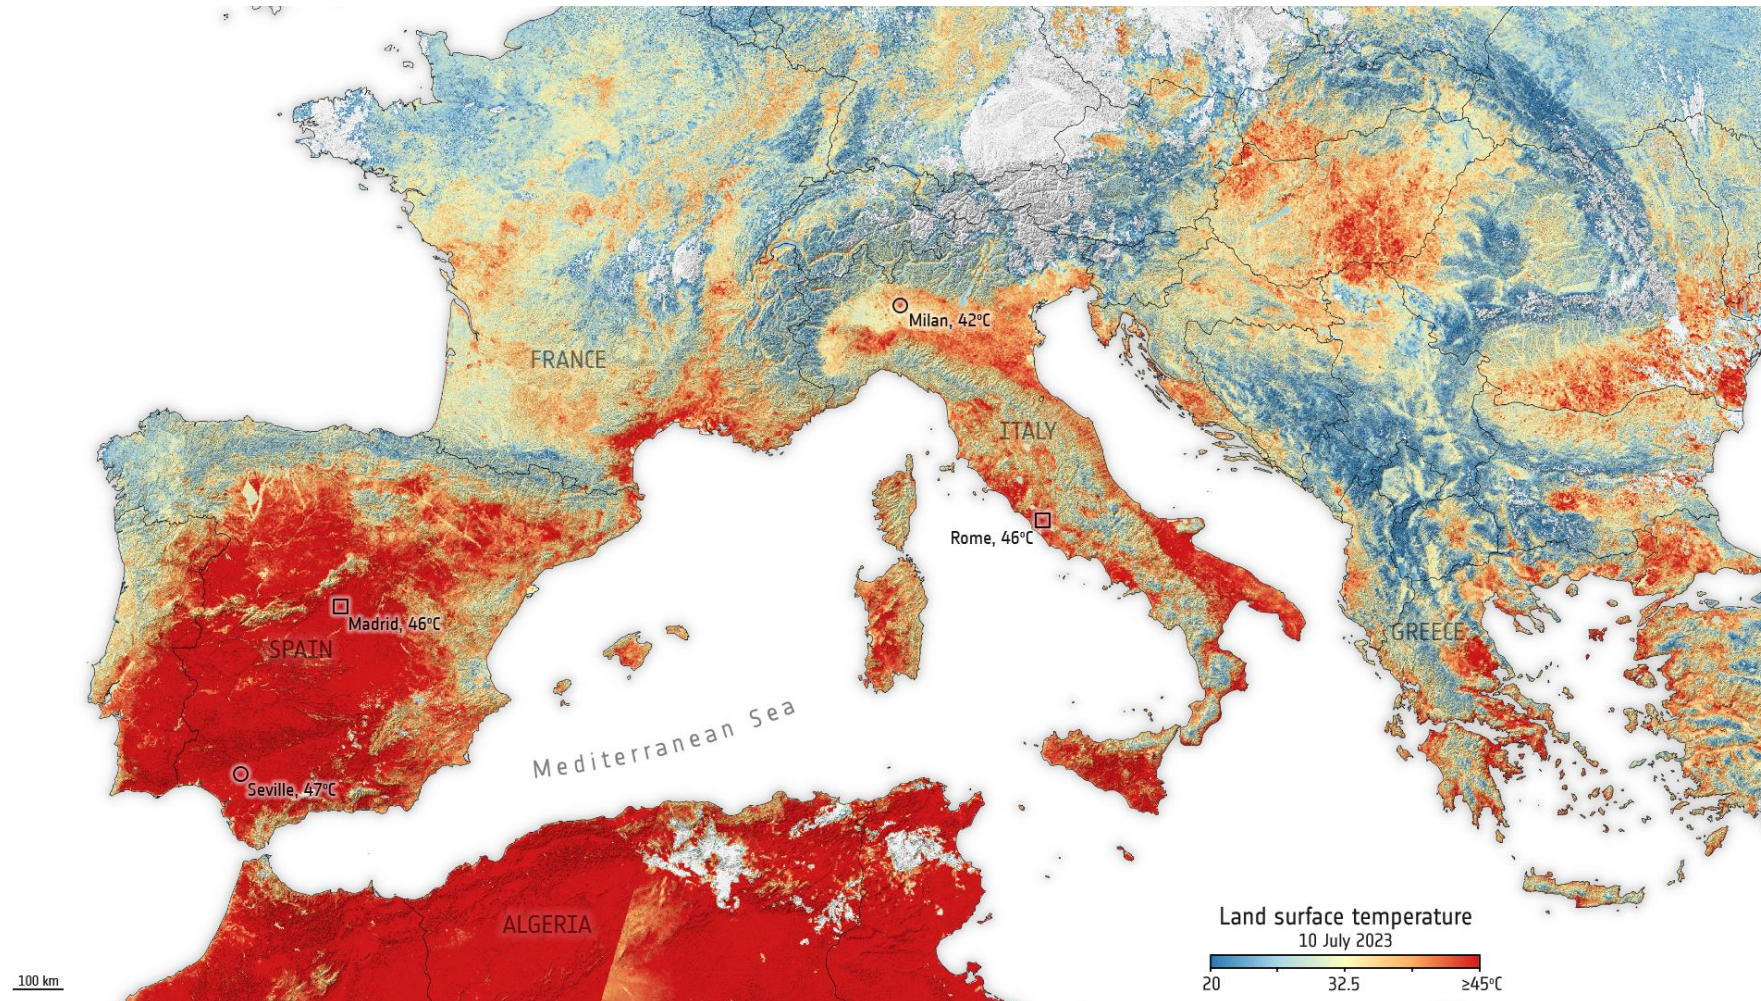 FRANCE
Milan, 42°C
ITALY
Rome, 46°C
Madrid, 46°C
SPAIN
GREECE
Mediterranean Sea
Seville, 47°C
ALGERIA
Land surface temperature
10 July 2023
20 32.5 ≥45°C
100 km